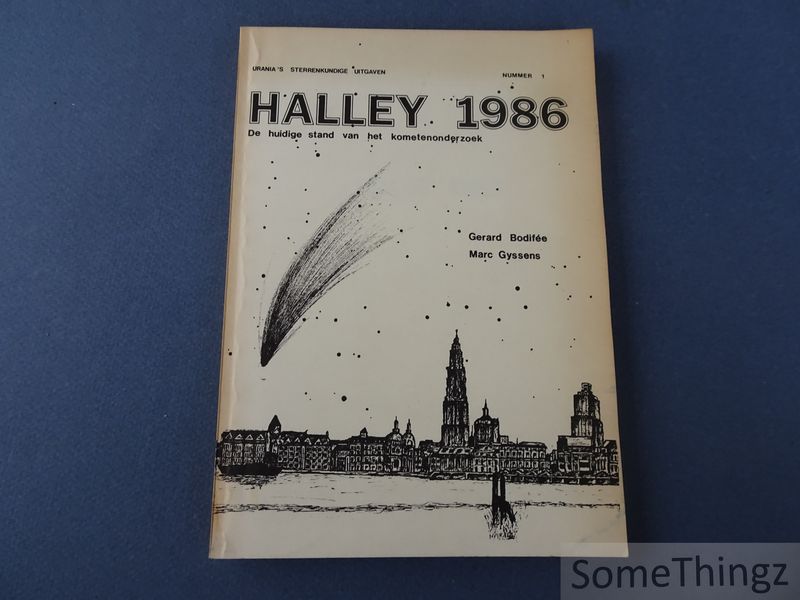 URANIA'S STERRENKUNDIGE UITGAVEN NUMMER 1
HALLEY 1986
De huidige stand van het kometenonderzoek
Gerard Bodifée
Marc Gyssens
SomeThingz